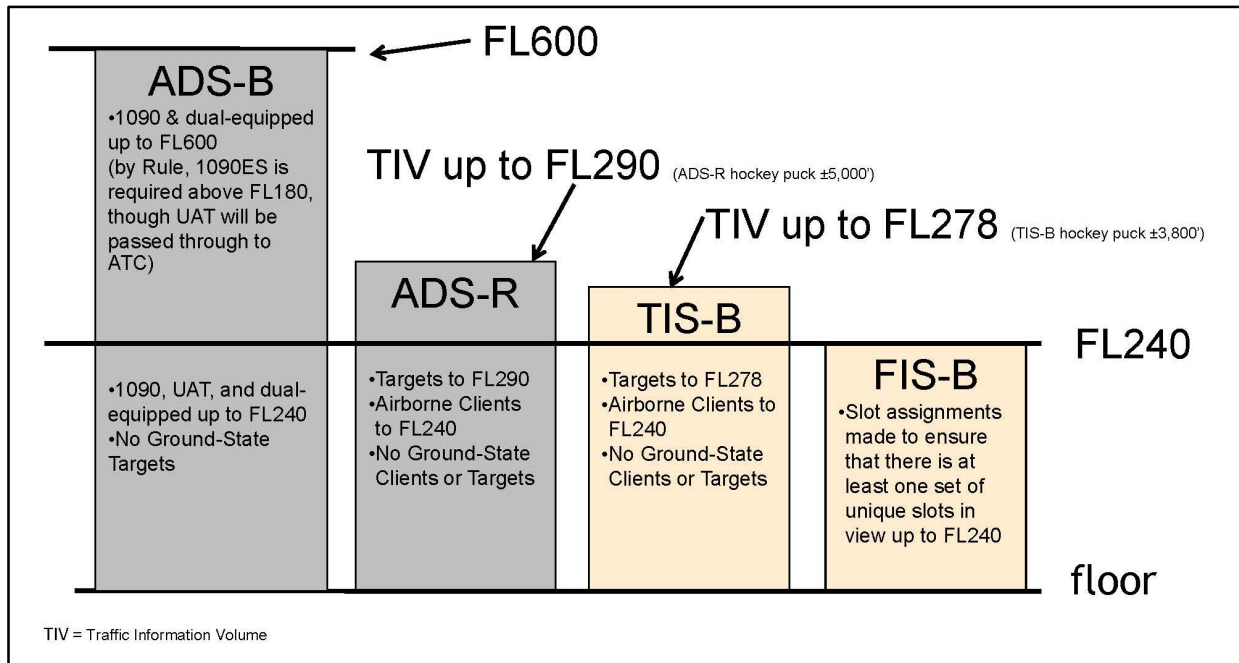 FL600
ADS-B
•1090 & dual-equipped
up to FL600
(by Rule, 1090ES is
required above FL180,
though UAT will be
passed through to
ATC)
TIV up to FL290 (ADS-R hockey puck ±5,000’)
TIV up to FL278 (TIS-B hockey puck ±3,800’)
ADS-R
TIS-B
FL240
•1090, UAT, and dual-
equipped up to FL240
•No Ground-State
Targets
•Targets to FL290
•Airborne Clients
to FL240
•No Ground-State
Clients or Targets
•Targets to FL278
•Airborne Clients to
FL240
•No Ground-State
Clients or Targets
FIS-B
•Slot assignments
made to ensure
that there is at
least one set of
unique slots in
view up to FL240
floor
TIV = Traffic Information Volume